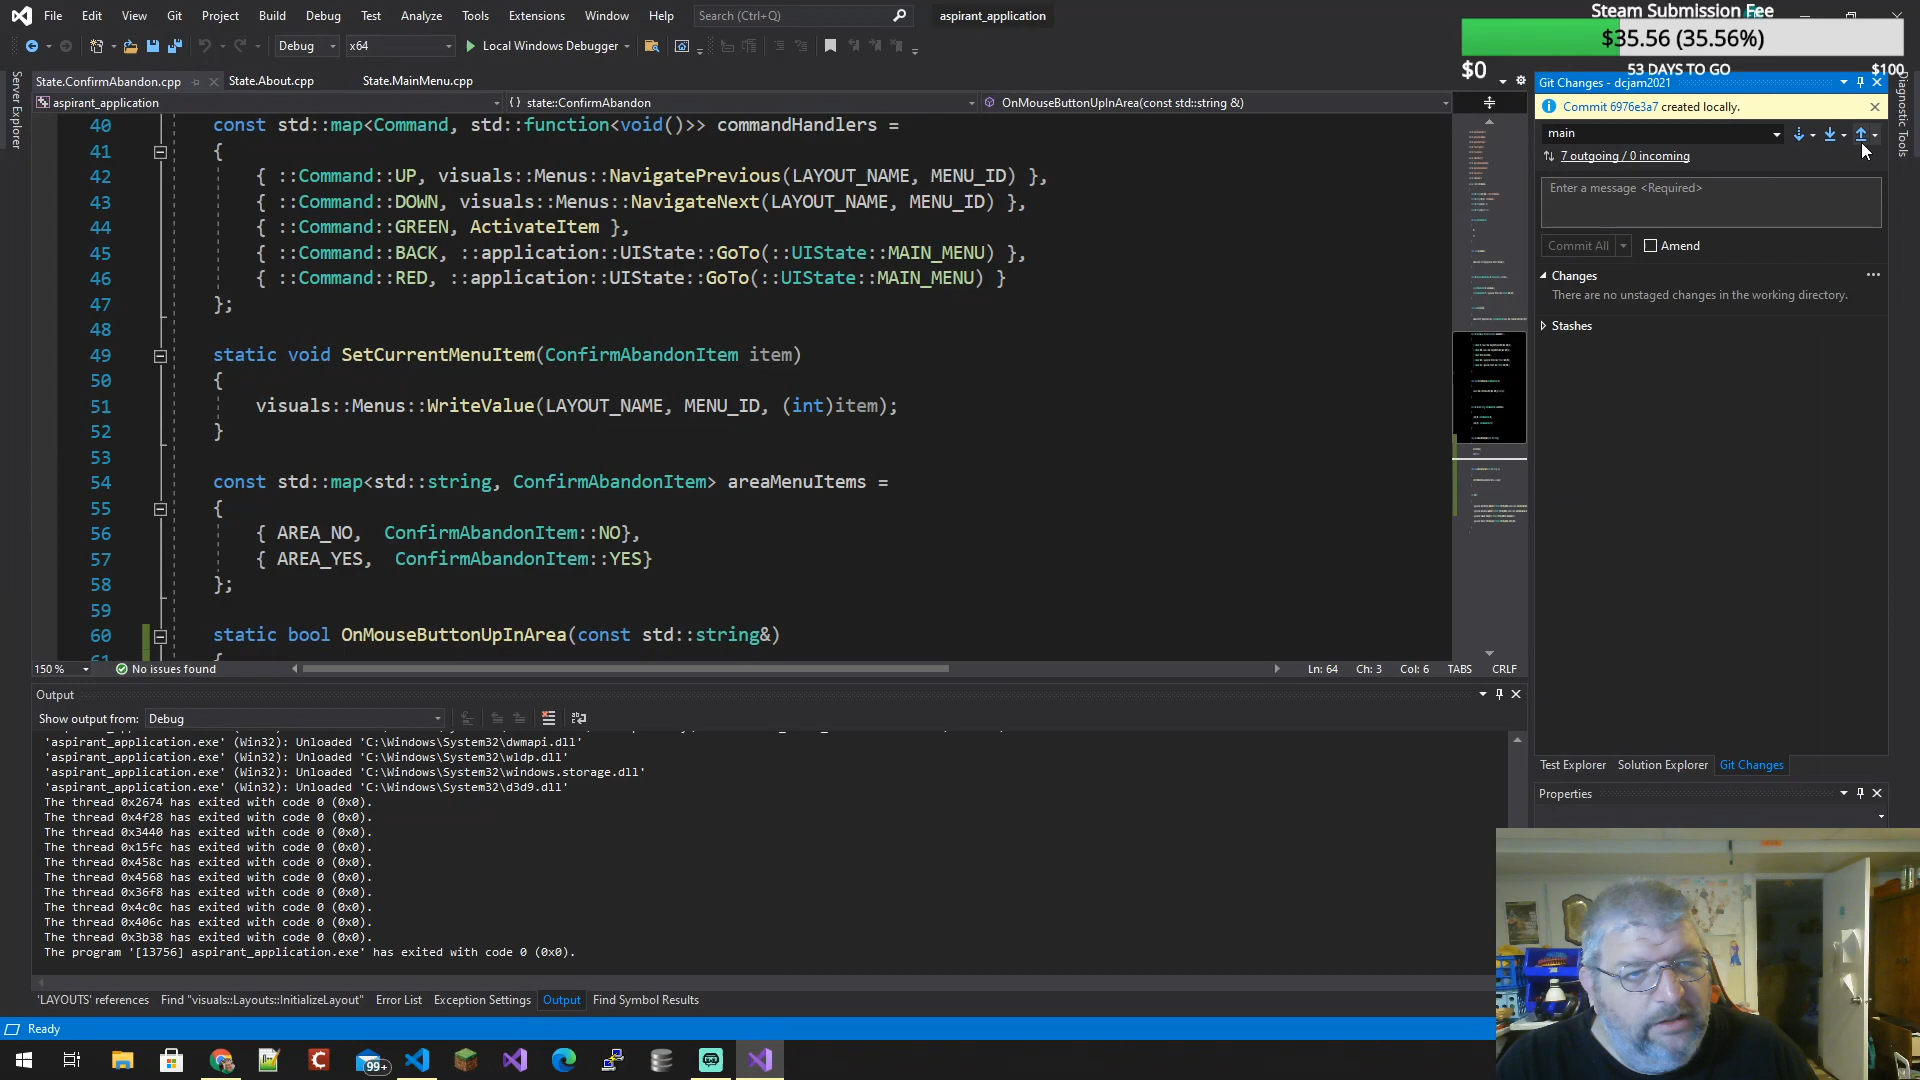 File Edit View Git Project Build Debug Test Analyze Tools Extensions Window Help Search (Ctrl+Q) aspirant_application
Steam Submission Fee
$35.56 (35.56%)
$0 53 DAYS TO GO $100
Debug x64 Local Windows Debugger
Server Explorer
State.ConfirmAbandon.cpp State.About.cpp State.MainMenu.cpp
aspirant_application {} state::ConfirmAbandon OnMouseButtonUpInArea(const std::string &)
40 const std::map<Command, std::function<void()>> commandHandlers =
41 {
42 { ::Command::UP, visuals::Menus::NavigatePrevious(LAYOUT_NAME, MENU_ID) },
43 { ::Command::DOWN, visuals::Menus::NavigateNext(LAYOUT_NAME, MENU_ID) },
44 { ::Command::GREEN, ActivateItem },
45 { ::Command::BACK, ::application::UIState::GoTo(::UIState::MAIN_MENU) },
46 { ::Command::RED, ::application::UIState::GoTo(::UIState::MAIN_MENU) }
47 };
48
49 static void SetCurrentMenuItem(ConfirmAbandonItem item)
50 {
51 visuals::Menus::WriteValue(LAYOUT_NAME, MENU_ID, (int)item);
52 }
53
54 const std::map<std::string, ConfirmAbandonItem> areaMenuItems =
55 {
56 { AREA_NO, ConfirmAbandonItem::NO},
57 { AREA_YES, ConfirmAbandonItem::YES}
58 };
59
60 static bool OnMouseButtonUpInArea(const std::string&)
61 {
150 % No issues found Ln: 64 Ch: 3 Col: 6 TABS CRLF
Git Changes - dcjam2021
Commit 6976e3a7 created locally.
main
7 outgoing / 0 incoming
Enter a message <Required>
Commit All Amend
Changes
There are no unstaged changes in the working directory.
Stashes
Test Explorer Solution Explorer Git Changes
Properties
Diagnostic Tools
Output
Show output from: Debug
'aspirant_application.exe' (Win32): Unloaded 'C:\Windows\System32\dwmapi.dll'
'aspirant_application.exe' (Win32): Unloaded 'C:\Windows\System32\wldp.dll'
'aspirant_application.exe' (Win32): Unloaded 'C:\Windows\System32\windows.storage.dll'
'aspirant_application.exe' (Win32): Unloaded 'C:\Windows\System32\d3d9.dll'
The thread 0x2674 has exited with code 0 (0x0).
The thread 0x4f28 has exited with code 0 (0x0).
The thread 0x3440 has exited with code 0 (0x0).
The thread 0x15fc has exited with code 0 (0x0).
The thread 0x458c has exited with code 0 (0x0).
The thread 0x4568 has exited with code 0 (0x0).
The thread 0x36f8 has exited with code 0 (0x0).
The thread 0x4c0c has exited with code 0 (0x0).
The thread 0x406c has exited with code 0 (0x0).
The thread 0x3b38 has exited with code 0 (0x0).
The program '[13756] aspirant_application.exe' has exited with code 0 (0x0).
'LAYOUTS' references Find "visuals::Layouts::InitializeLayout" Error List Exception Settings Output Find Symbol Results
Ready
99+